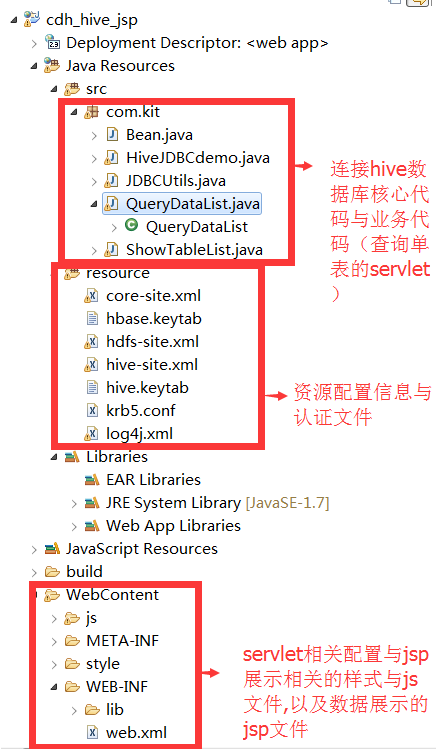 cdh_hive_jsp
Deployment Descriptor: <web app>
Java Resources
src
com.kit
Bean.java
HiveJDBCdemo.java
JDBCUtils.java
QueryDataList.java
QueryDataList
ShowTableList.java
连接hive数
据库核心代
码与业务代
码（查询单
表的servlet
）
resource
core-site.xml
hbase.keytab
hdfs-site.xml
hive-site.xml
hive.keytab
krb5.conf
log4j.xml
资源配置信息与
认证文件
Libraries
EAR Libraries
JRE System Library [JavaSE-1.7]
Web App Libraries
JavaScript Resources
build
WebContent
js
META-INF
style
WEB-INF
lib
web.xml
servlet相关配置与jsp
展示相关的样式与js
文件,以及数据展示的
jsp文件